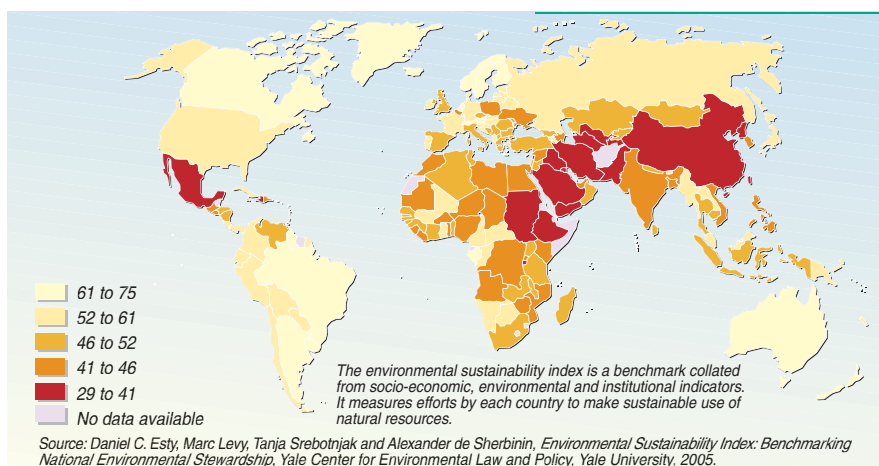 61 to 75
52 to 61
46 to 52
41 to 46
29 to 41
No data available
The environmental sustainability index is a benchmark collated
from socio-economic, environmental and institutional indicators.
It measures efforts by each country to make sustainable use of
natural resources.
Source: Daniel C. Esty, Marc Levy, Tanja Srebotnjak and Alexander de Sherbinin, Environmental Sustainability Index: Benchmarking
National Environmental Stewardship, Yale Center for Environmental Law and Policy, Yale University, 2005.